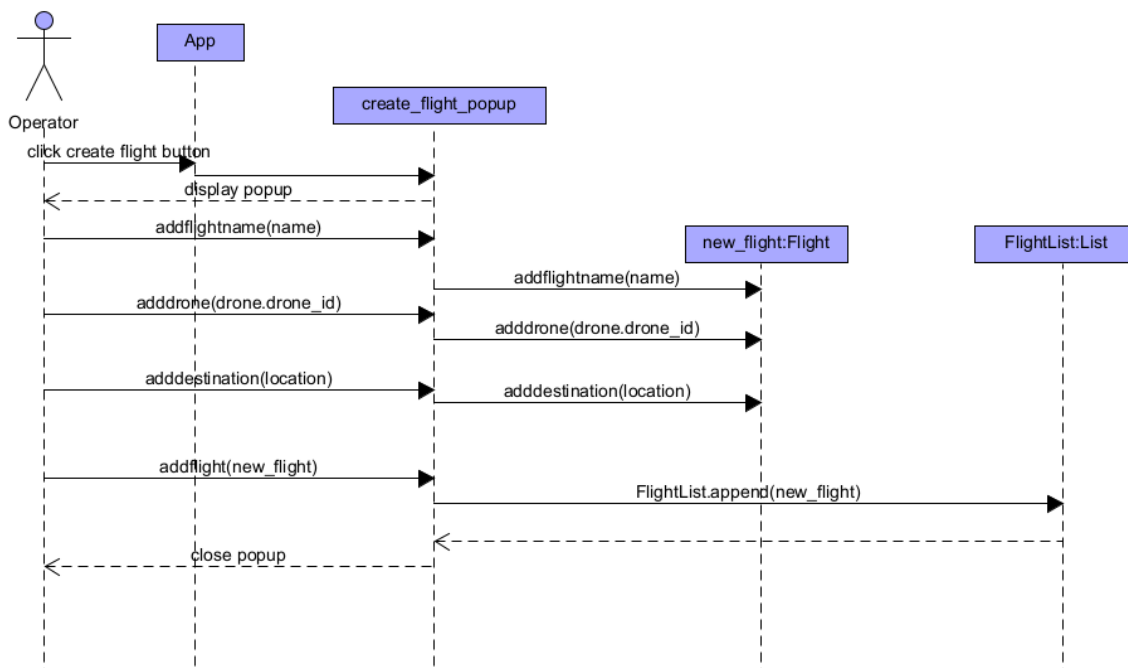 App
create_flight_popup
Operator
click create flight button
display popup
addflightname(name)
new_flight:Flight
FlightList:List
addflightname(name)
adddrone(drone.drone_id)
adddrone(drone.drone_id)
adddestination(location)
adddestination(location)
addflight(new_flight)
FlightList.append(new_flight)
close popup